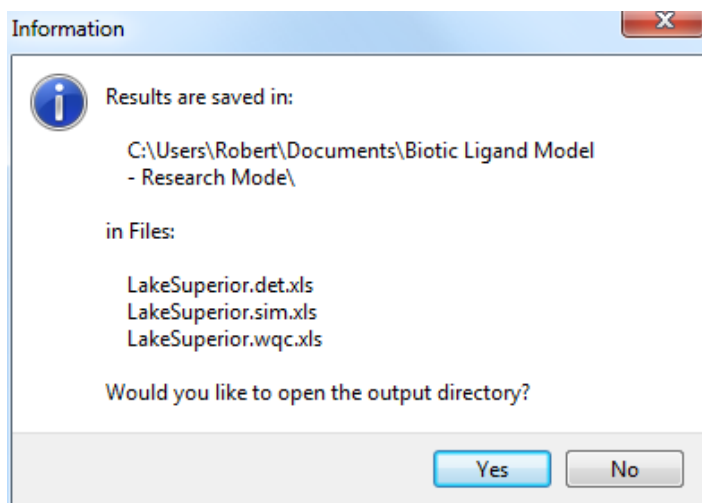 Information
Results are saved in:
C:\Users\Robert\Documents\Biotic Ligand Model
- Research Mode\
in Files:
LakeSuperior.det.xls
LakeSuperior.sim.xls
LakeSuperior.wqc.xls
Would you like to open the output directory?
Yes
No